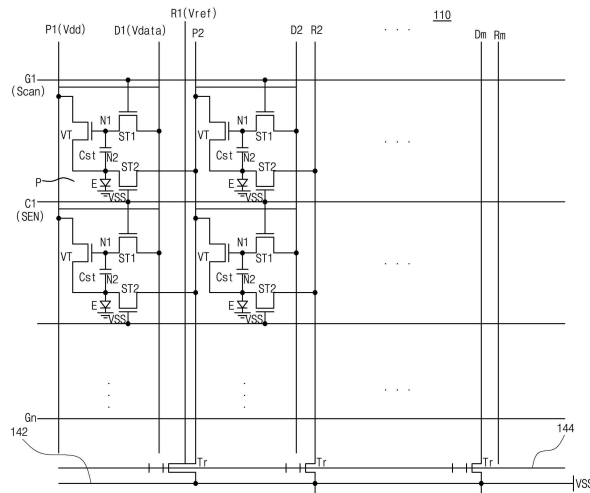 R1(Vref)
110
P1(Vdd) D1(Vdata) P2 D2 R2 . . . Dm Rm
G1
(Scan)
N1 N1
VT ST1 VT ST1 . . .
Cst N2 Cst N2
ST2 ST2
P E E
VSS VSS
C1
(SEN)
N1 N1
VT ST1 VT ST1 . . .
Cst N2 Cst N2
ST2 ST2
E E
VSS VSS
. . .
Gn
142 144
Tr Tr Tr
VSS